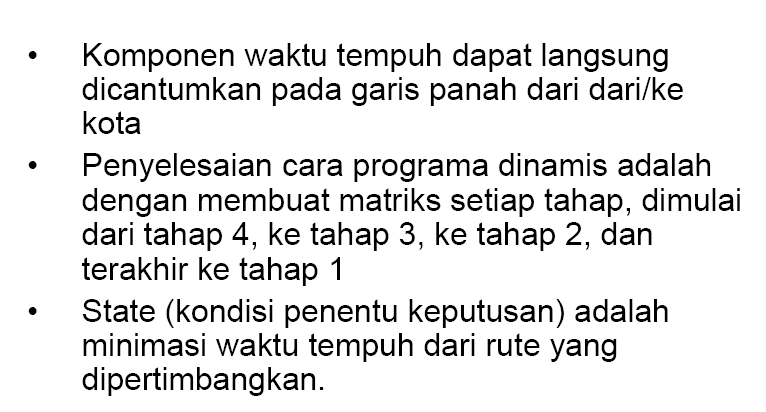 • Komponen waktu tempuh dapat langsung
dicantumkan pada garis panah dari dari/ke
kota
• Penyelesaian cara programa dinamis adalah
dengan membuat matriks setiap tahap, dimulai
dari tahap 4, ke tahap 3, ke tahap 2, dan
terakhir ke tahap 1
• State (kondisi penentu keputusan) adalah
minimasi waktu tempuh dari rute yang
dipertimbangkan.